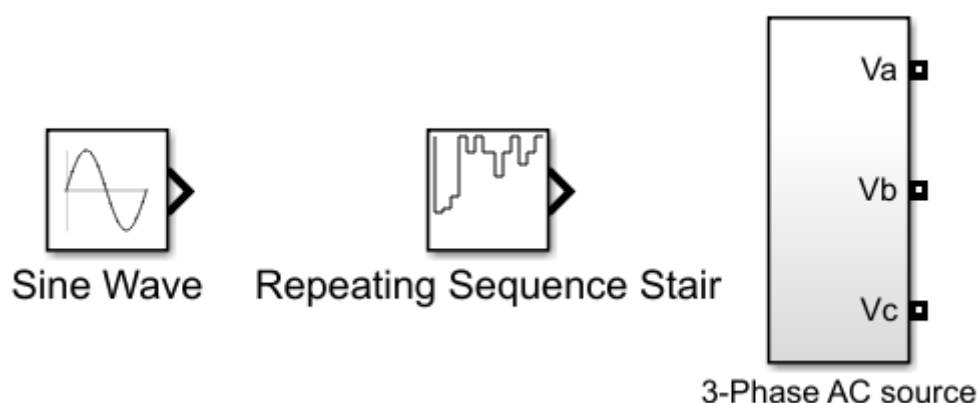 Va
Vb
Vc
Sine Wave
Repeating Sequence Stair
3-Phase AC source